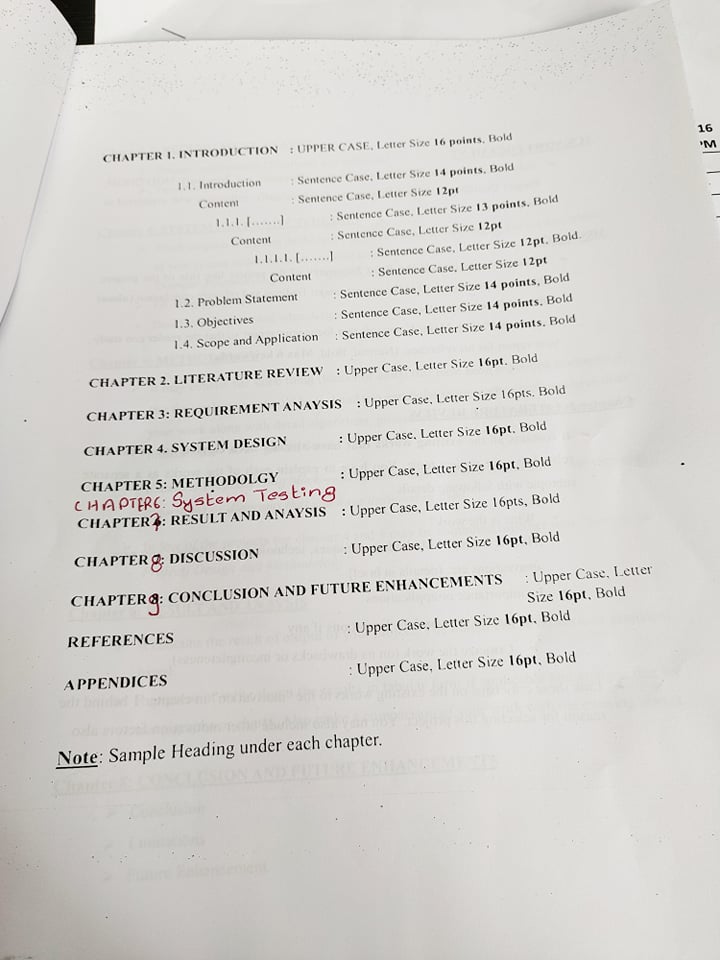 CHAPTER 1. INTRODUCTION : UPPER CASE, Letter Size 16 points, Bold
1.1. Introduction : Sentence Case, Letter Size 14 points, Bold
Content : Sentence Case, Letter Size 12pt
1.1.1. [.......] : Sentence Case, Letter Size 13 points, Bold
Content : Sentence Case, Letter Size 12pt
1.1.1.1. [.......] : Sentence Case, Letter Size 12pt, Bold.
Content : Sentence Case, Letter Size 12pt
1.2. Problem Statement : Sentence Case, Letter Size 14 points, Bold
1.3. Objectives : Sentence Case, Letter Size 14 points, Bold
1.4. Scope and Application : Sentence Case, Letter Size 14 points, Bold
CHAPTER 2. LITERATURE REVIEW : Upper Case, Letter Size 16pt, Bold
CHAPTER 3: REQUIREMENT ANAYSIS : Upper Case, Letter Size 16pts, Bold
CHAPTER 4. SYSTEM DESIGN : Upper Case, Letter Size 16pt, Bold
CHAPTER 5: METHODOLGY : Upper Case, Letter Size 16pt, Bold
CHAPTER6: System Testing
CHAPTER 7: RESULT AND ANAYSIS : Upper Case, Letter Size 16pts, Bold
CHAPTER 8: DISCUSSION : Upper Case, Letter Size 16pt, Bold
CHAPTER 9: CONCLUSION AND FUTURE ENHANCEMENTS : Upper Case, Letter
Size 16pt, Bold
REFERENCES : Upper Case, Letter Size 16pt, Bold
APPENDICES : Upper Case, Letter Size 16pt, Bold
Note: Sample Heading under each chapter.
16
PM